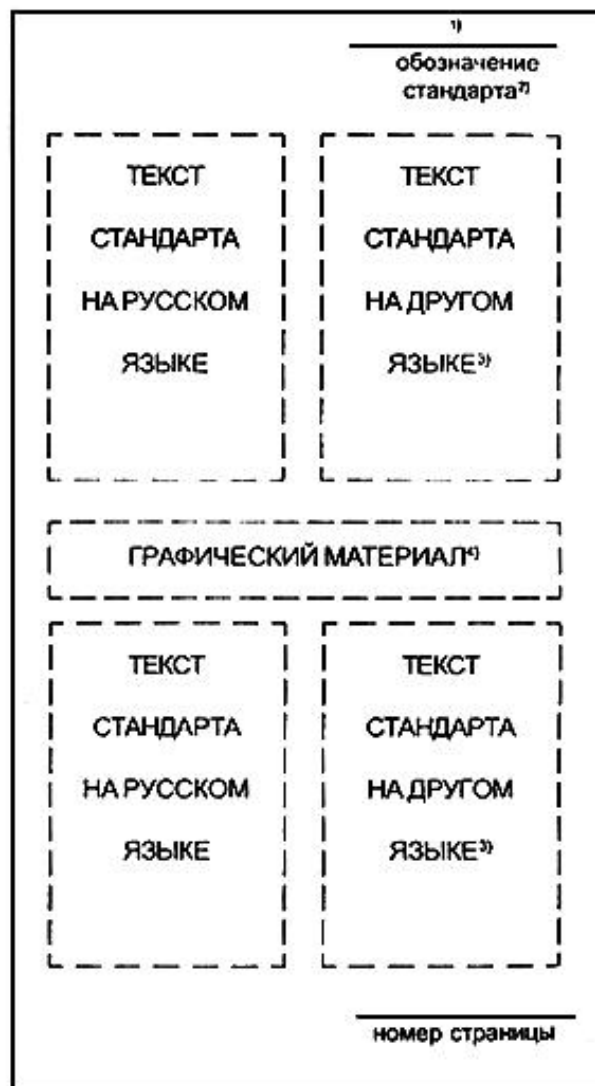 1)
обозначение
стандарта2)
ТЕКСТ
СТАНДАРТА
НА РУССКОМ
ЯЗЫКЕ
ТЕКСТ
СТАНДАРТА
НА ДРУГОМ
ЯЗЫКЕ3)
ГРАФИЧЕСКИЙ МАТЕРИАЛ4)
ТЕКСТ
СТАНДАРТА
НА РУССКОМ
ЯЗЫКЕ
ТЕКСТ
СТАНДАРТА
НА ДРУГОМ
ЯЗЫКЕ3)
номер страницы